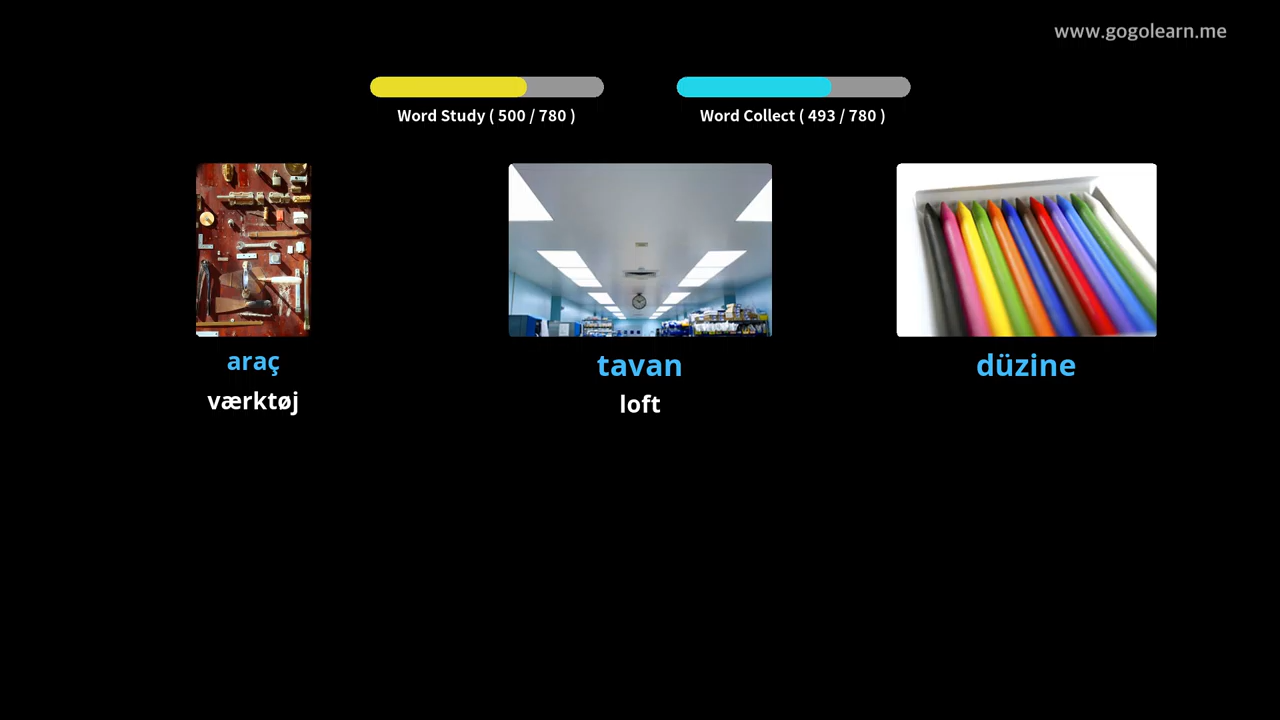 www.gogolearn.me
Word Study ( 500 / 780 )
Word Collect ( 493 / 780 )
araç
tavan
düzine
værktøj
loft